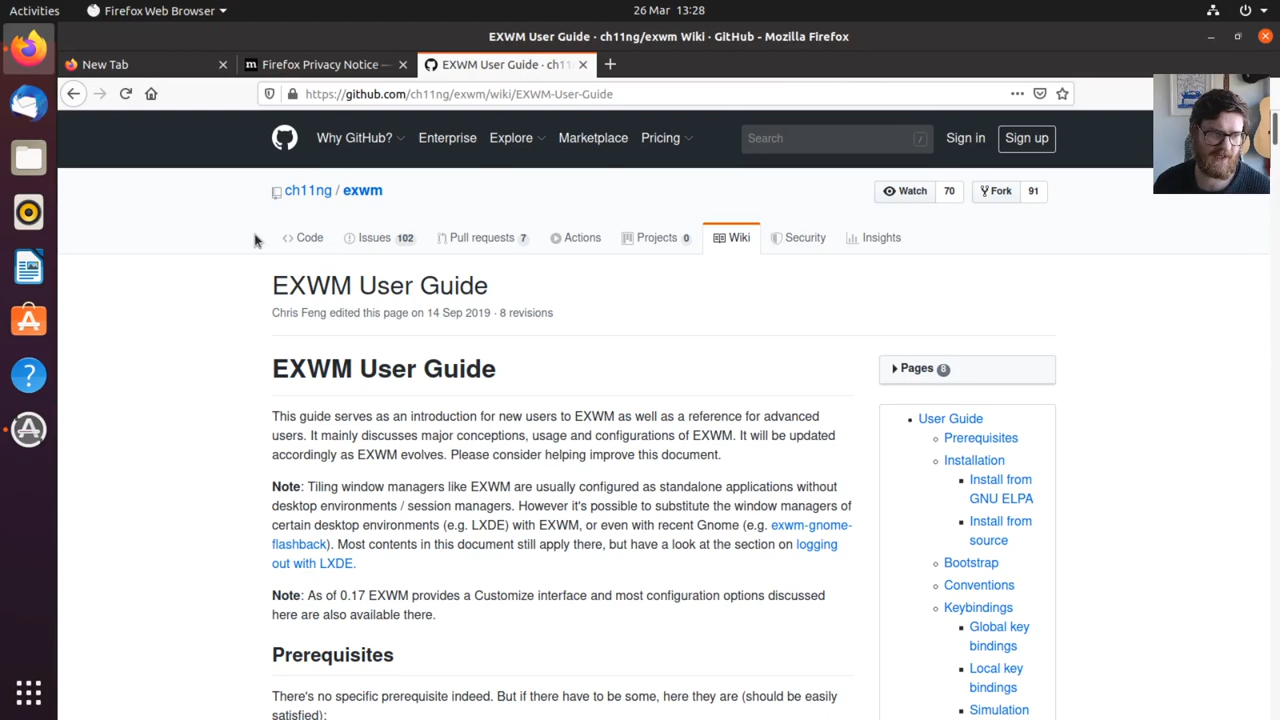 Activities
Firefox Web Browser
26 Mar 13:28
EXWM User Guide · ch11ng/exwm Wiki · GitHub - Mozilla Firefox
New Tab
Firefox Privacy Notice —
EXWM User Guide · ch11
https://github.com/ch11ng/exwm/wiki/EXWM-User-Guide
Why GitHub?
Enterprise
Explore
Marketplace
Pricing
Search /
Sign in
Sign up
ch11ng / exwm
Watch 70
Fork 91
Code
Issues 102
Pull requests 7
Actions
Projects 0
Wiki
Security
Insights
EXWM User Guide
Chris Feng edited this page on 14 Sep 2019 · 8 revisions
EXWM User Guide
This guide serves as an introduction for new users to EXWM as well as a reference for advanced
users. It mainly discusses major conceptions, usage and configurations of EXWM. It will be updated
accordingly as EXWM evolves. Please consider helping improve this document.
Note: Tiling window managers like EXWM are usually configured as standalone applications without
desktop environments / session managers. However it's possible to substitute the window managers of
certain desktop environments (e.g. LXDE) with EXWM, or even with recent Gnome (e.g. exwm-gnome-
flashback). Most contents in this document still apply there, but have a look at the section on logging
out with LXDE.
Note: As of 0.17 EXWM provides a Customize interface and most configuration options discussed
here are also available there.
Prerequisites
There's no specific prerequisite indeed. But if there have to be some, here they are (should be easily
satisfied):
Pages 8
User Guide
Prerequisites
Installation
Install from
GNU ELPA
Install from
source
Bootstrap
Conventions
Keybindings
Global key
bindings
Local key
bindings
Simulation